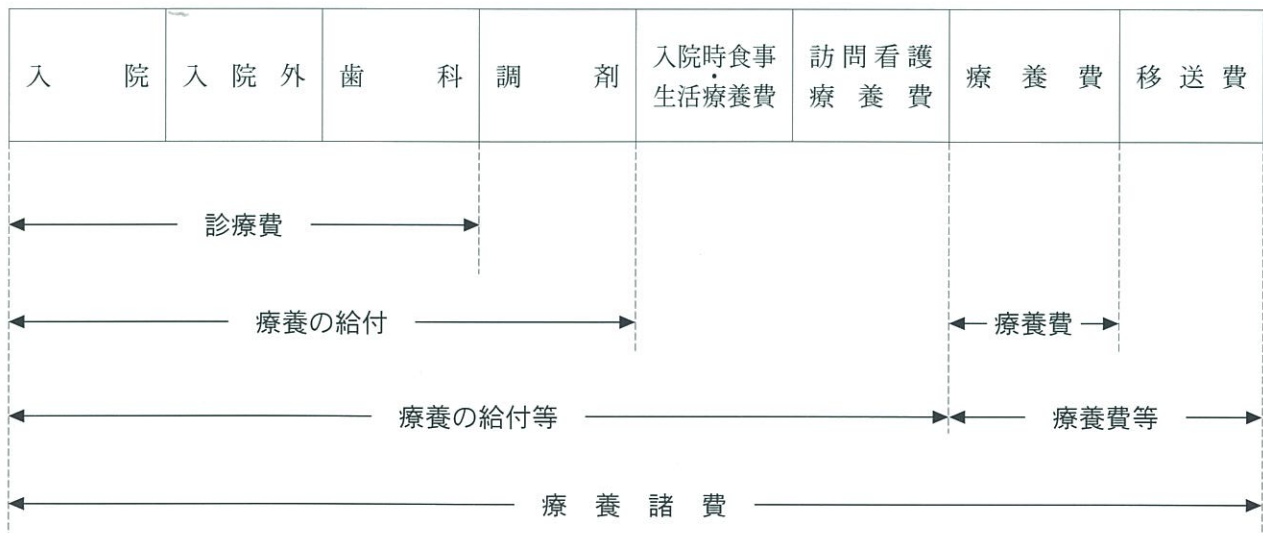 入院
入院外
歯科
調剤
入院時食事
・
生活療養費
訪問看護
療養費
療養費
移送費
診療費
療養の給付
療養費
療養の給付等
療養費等
療養諸費